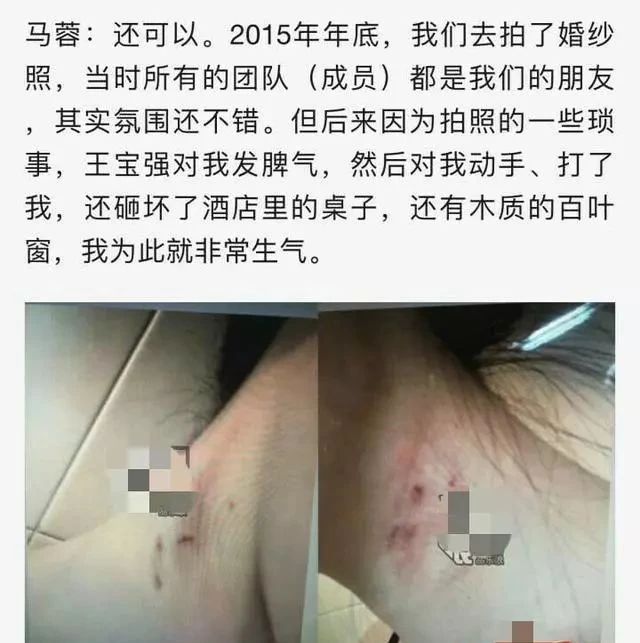 马蓉：还可以。2015年年底，我们去拍了婚纱
照，当时所有的团队（成员）都是我们的朋友
，其实氛围还不错。但后来因为拍照的一些琐
事，王宝强对我发脾气，然后对我动手、打了
我，还砸坏了酒店里的桌子，还有木质的百叶
窗，我为此就非常生气。